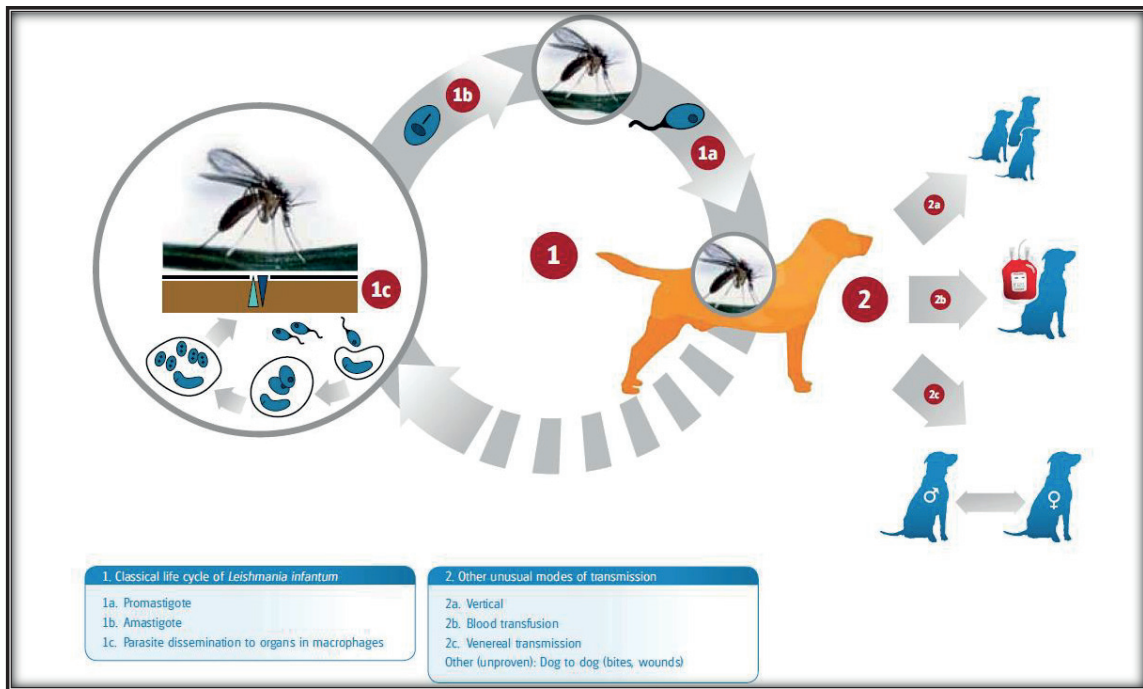 1b
1a
1
1c
2
2a
2b
2c
♂
♀
1. Classical life cycle of Leishmania infantum
1a. Promastigote
1b. Amastigote
1c. Parasite dissemination to organs in macrophages
2. Other unusual modes of transmission
2a. Vertical
2b. Blood transfusion
2c. Venereal transmission
Other (unproven): Dog to dog (bites, wounds)